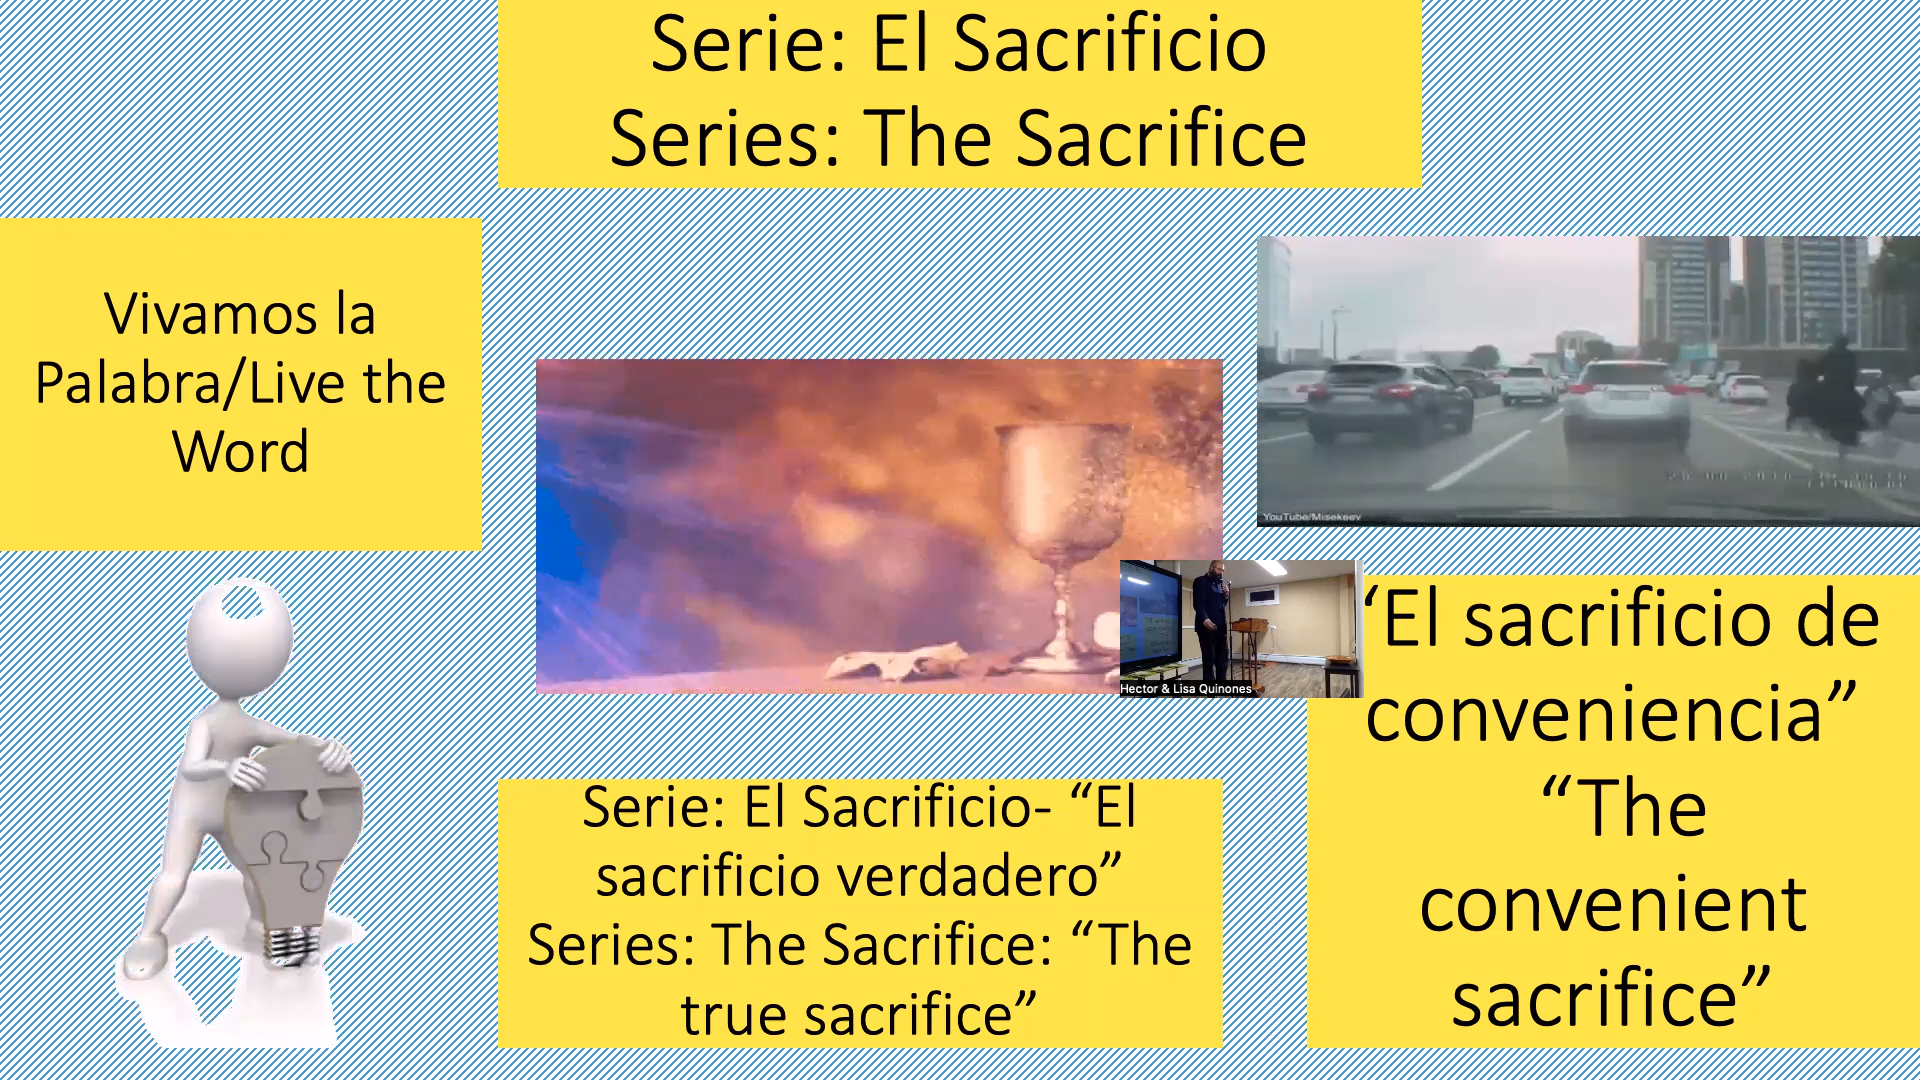 Serie: El Sacrificio
Series: The Sacrifice
Vivamos la
Palabra/Live the
Word
YouTube/Misekeev
Hector & Lisa Quinones
‘El sacrificio de
conveniencia”
“The
convenient
sacrifice”
Serie: El Sacrificio- “El
sacrificio verdadero”
Series: The Sacrifice: “The
true sacrifice”